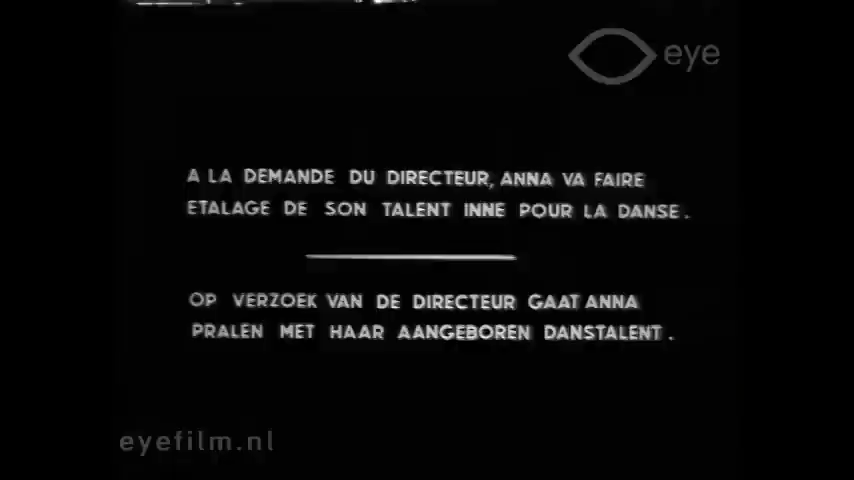 eye
A LA DEMANDE DU DIRECTEUR, ANNA VA FAIRE
ETALAGE DE SON TALENT INNE POUR LA DANSE.
OP VERZOEK VAN DE DIRECTEUR GAAT ANNA
PRALEN MET HAAR AANGEBOREN DANSTALENT.
eyefilm.nl